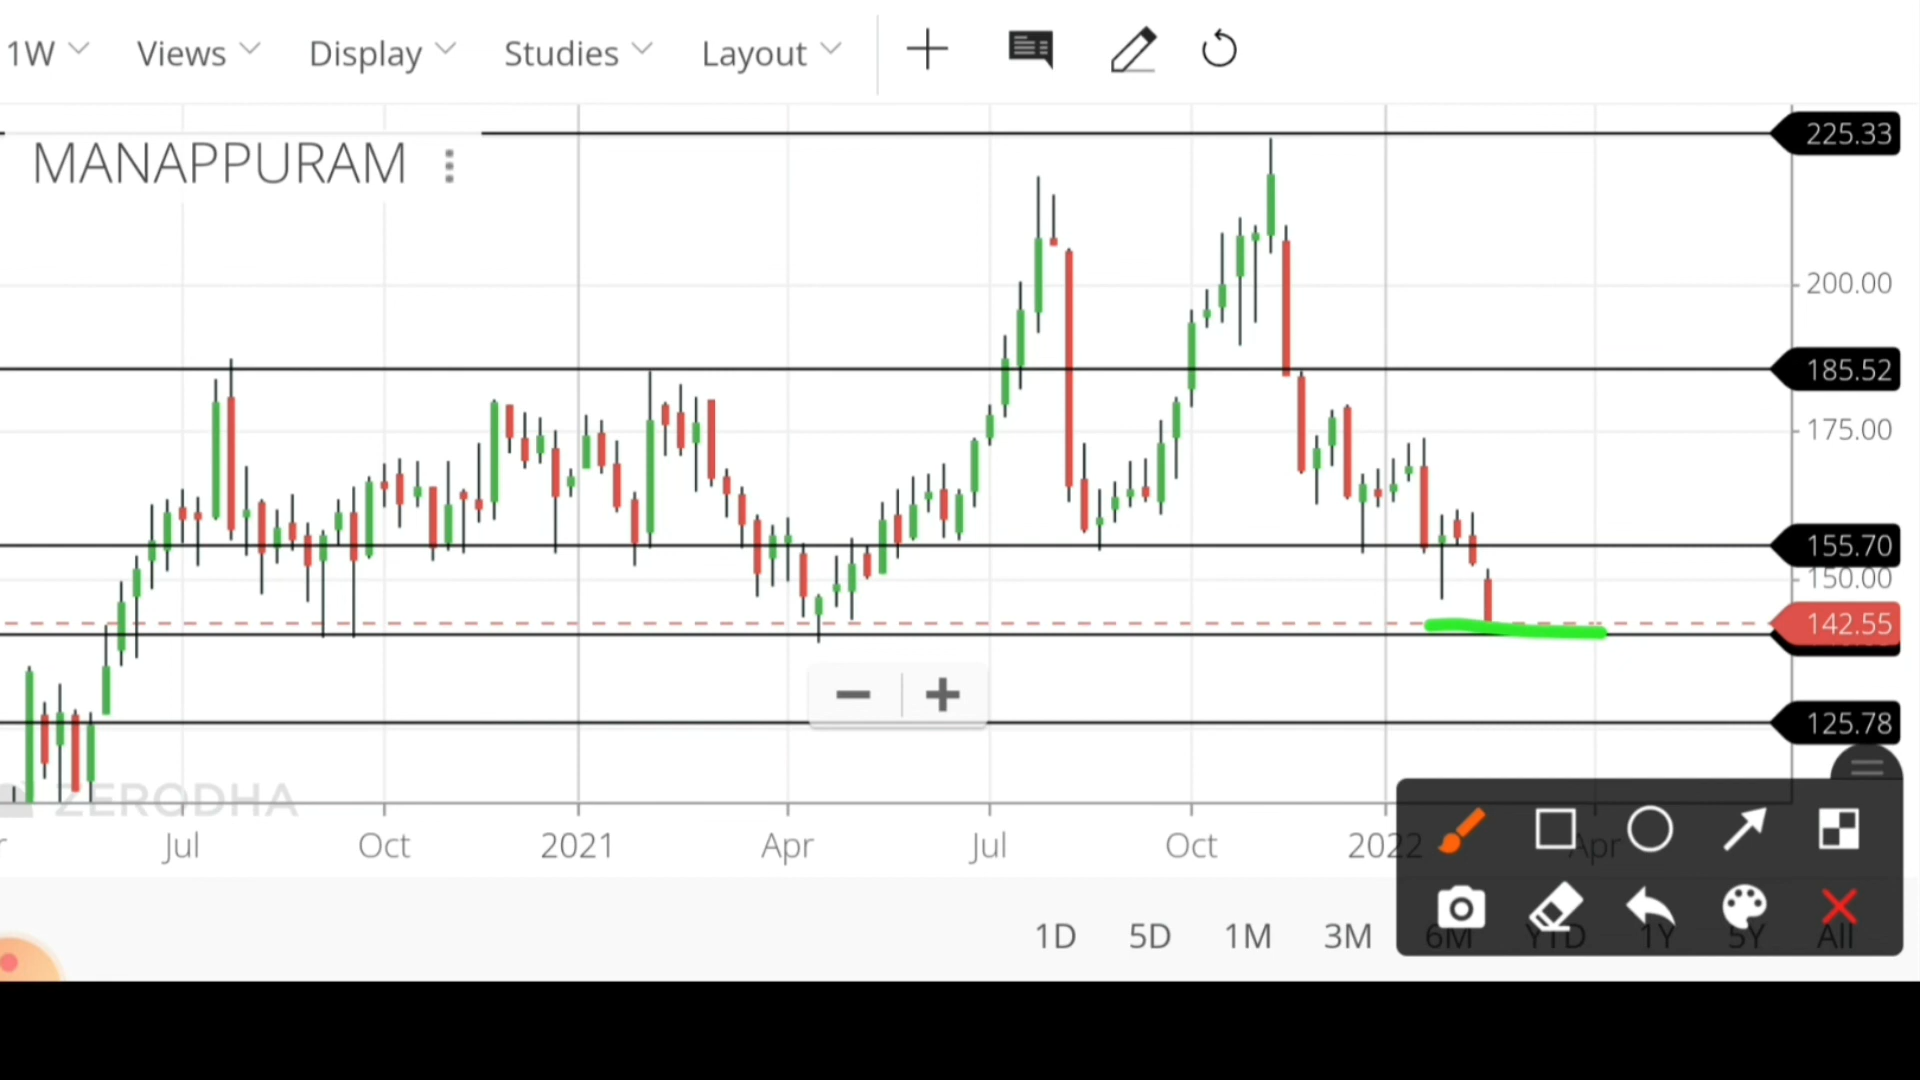 1W Views Display Studies Layout
MANAPPURAM
225.33
200.00
185.52
175.00
155.70
150.00
142.55
125.78
ZERODHA
Jul Oct 2021 Apr Jul Oct 2022 Apr
1D 5D 1M 3M 6M YTD 1Y 5Y All